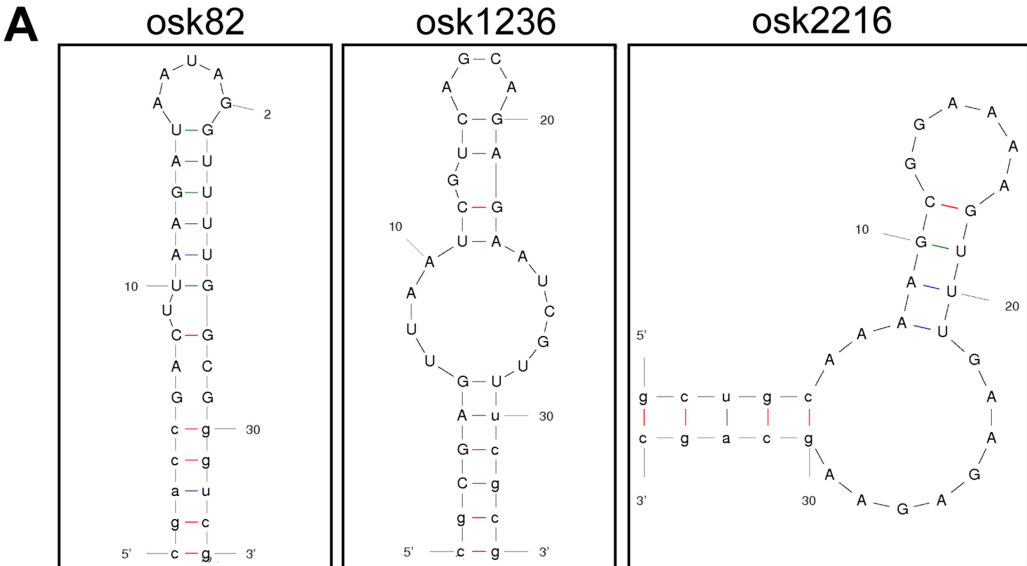 A
osk82
osk1236
osk2216
U
A A
A G 2
U G
A U
G U
A U
A U
10 U G
U
C G
A C
G G
c g 30
c g
a u
g c
5' c g 3'
G C
A A
C G 20
U A
G
C G
10 U A
A A
A U
U C
U G
U
G U
A u 30
G c
C g
g c
5' c g 3'
A A
G A
G A
C G
10 G U
A U 20
A U
5' A A G
g c u g c A
c g a c g A
3' 30 A A G A G